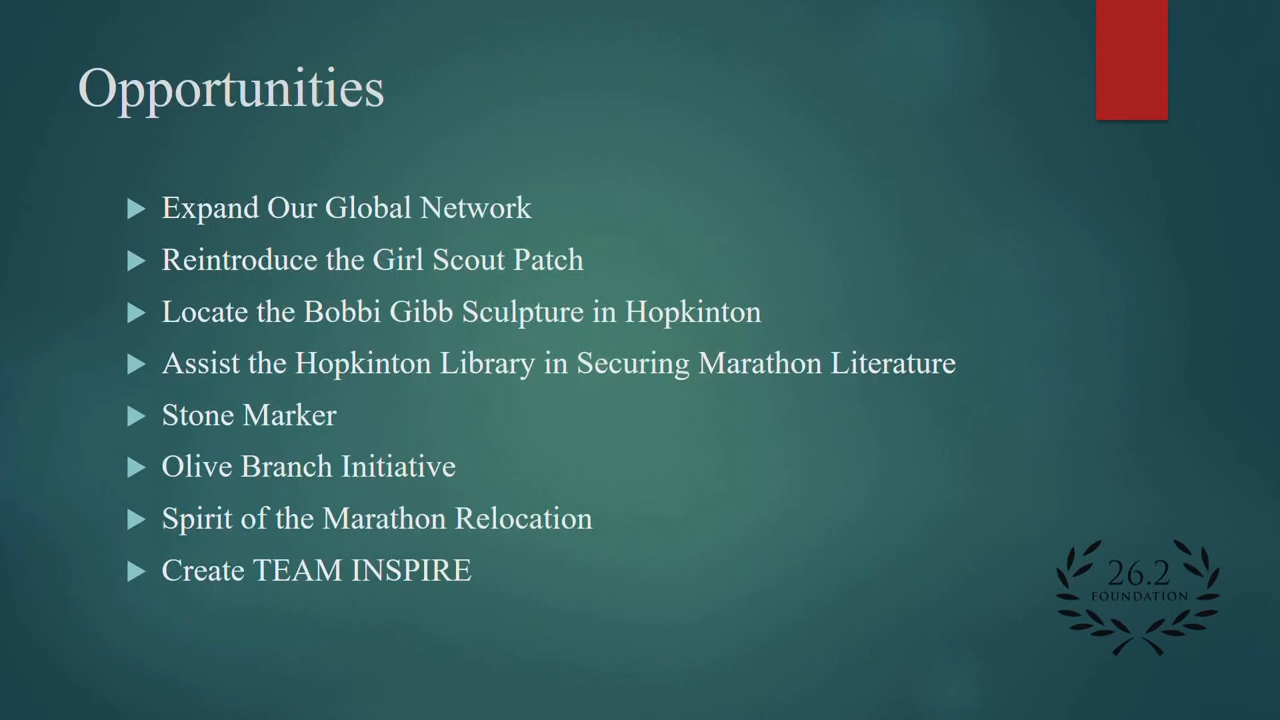 Opportunities
Expand Our Global Network
Reintroduce the Girl Scout Patch
Locate the Bobbi Gibb Sculpture in Hopkinton
Assist the Hopkinton Library in Securing Marathon Literature
Stone Marker
Olive Branch Initiative
Spirit of the Marathon Relocation
Create TEAM INSPIRE
26.2
FOUNDATION